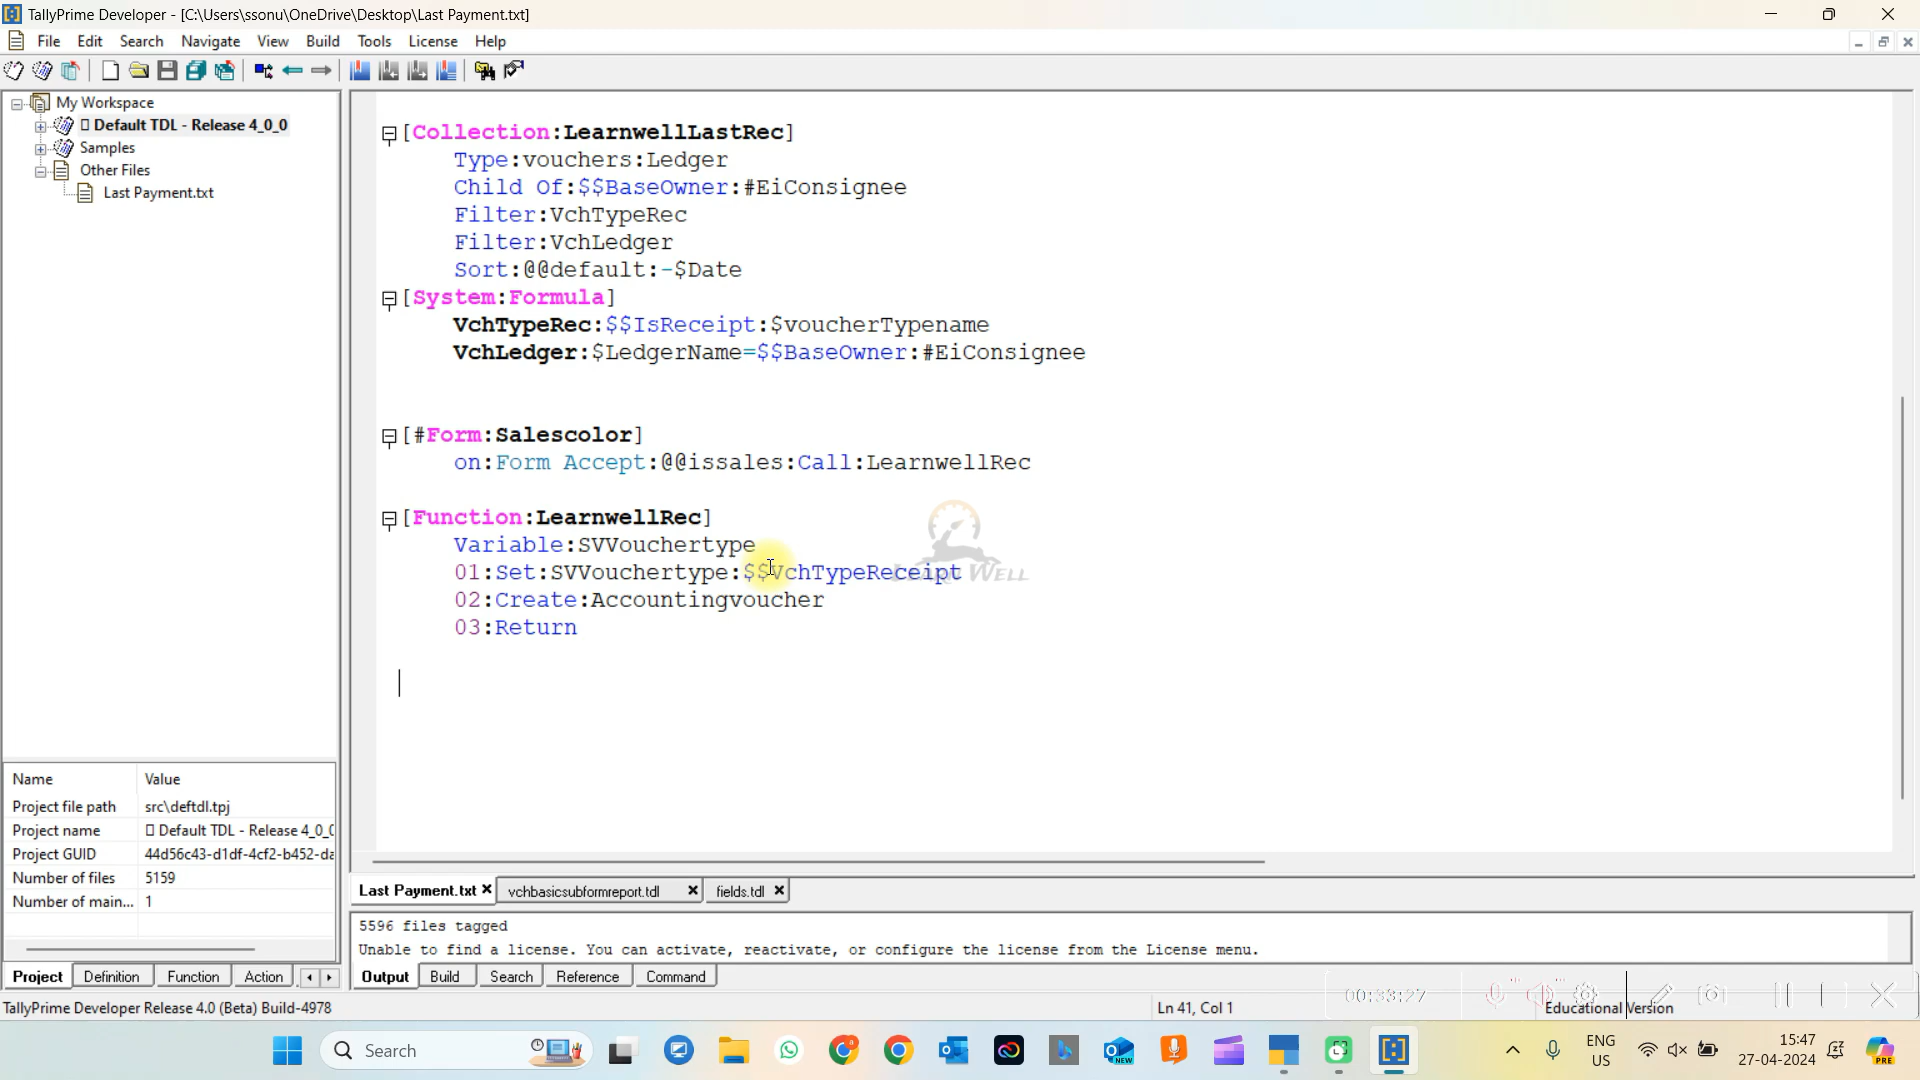 TallyPrime Developer - [C:\Users\ssonu\OneDrive\Desktop\Last Payment.txt]
File Edit Search Navigate View Build Tools License Help
My Workspace
Default TDL - Release 4_0_0
Samples
Other Files
Last Payment.txt
[Collection:LearnwellLastRec]
Type:vouchers:Ledger
Child Of:$$BaseOwner:#EiConsignee
Filter:VchTypeRec
Filter:VchLedger
Sort:@@default:-$Date
[System:Formula]
VchTypeRec:$$IsReceipt:$voucherTypename
VchLedger:$LedgerName=$$BaseOwner:#EiConsignee
[#Form:Salescolor]
on:Form Accept:@@issales:Call:LearnwellRec
[Function:LearnwellRec]
Variable:SVVouchertype
01:Set:SVVouchertype:$$VchTypeReceipt
02:Create:Accountingvoucher
03:Return
LEARN WELL
Name Value
Project file path src\deftdl.tpj
Project name Default TDL - Release 4_0_0
Project GUID 44d56c43-d1df-4cf2-b452-da
Number of files 5159
Number of main... 1
Project Definition Function Action
Last Payment.txt vchbasicsubformreport.tdl fields.tdl
5596 files tagged
Unable to find a license. You can activate, reactivate, or configure the license from the License menu.
Output Build Search Reference Command
00:33:27
TallyPrime Developer Release 4.0 (Beta) Build-4978
Ln 41, Col 1
Educational Version
Search
NEW
ENG
US
15:47
27-04-2024
PRE